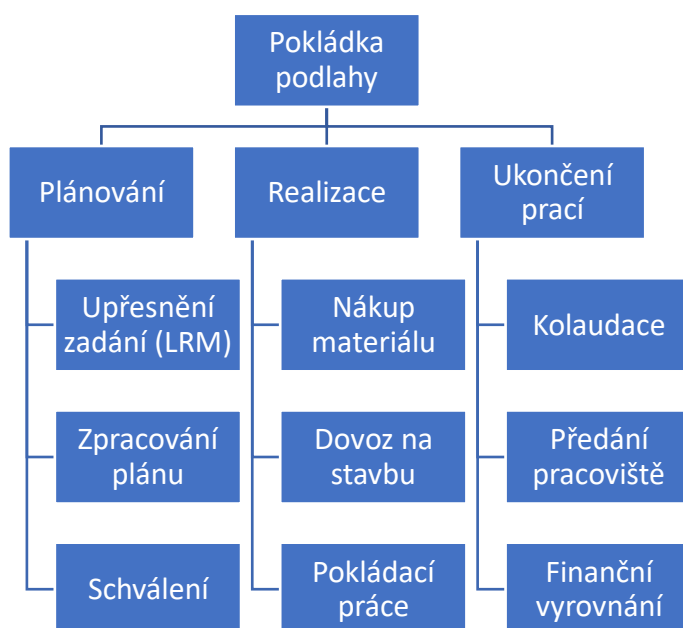 Pokládka
podlahy
Plánování
Realizace
Ukončení
prací
Upřesnění
zadání (LRM)
Nákup
materiálu
Kolaudace
Zpracování
plánu
Dovoz na
stavbu
Předání
pracoviště
Schválení
Pokládací
práce
Finanční
vyrovnání